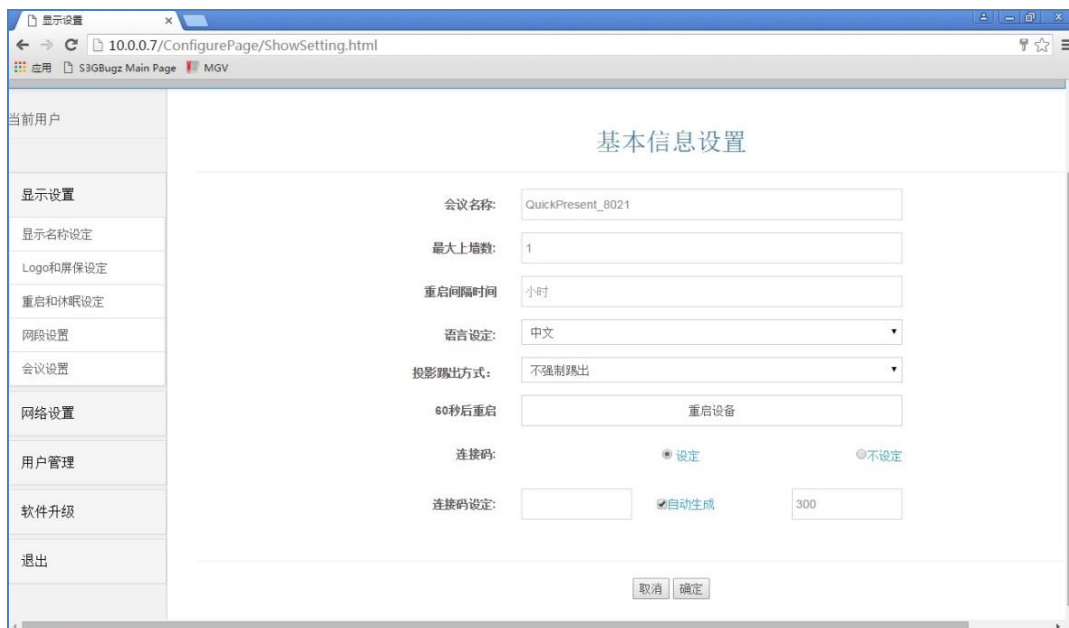 显示设置
10.0.0.7/ConfigurePage/ShowSetting.html
应用 S3GBugz Main Page MGV
当前用户
显示设置
显示名称设定
Logo和屏保设定
重启和休眠设定
网段设置
会议设置
网络设置
用户管理
软件升级
退出
基本信息设置
会议名称: QuickPresent_8021
最大上墙数: 1
重启间隔时间 小时
语言设定: 中文
投影踢出方式: 不强制踢出
60秒后重启 重启设备
连接码: 设定 不设定
连接码设定: 自动生成 300
取消 确定